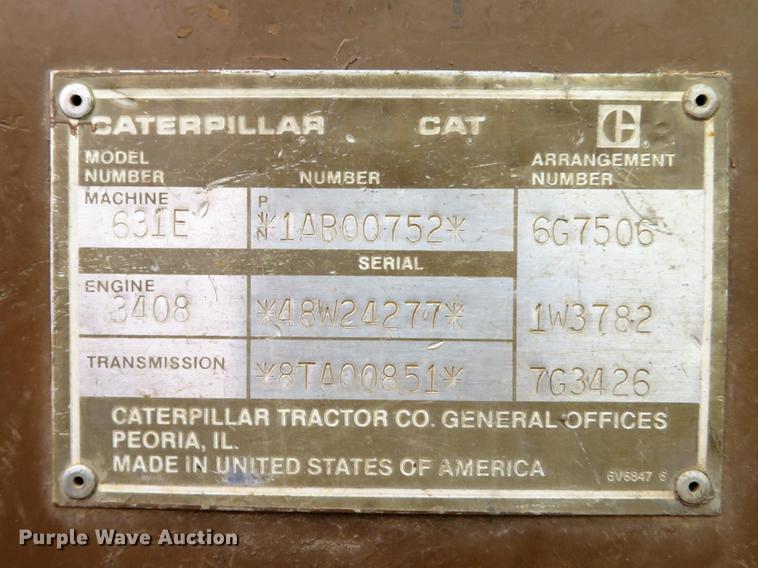 CATERPILLAR CAT
MODEL NUMBER NUMBER ARRANGEMENT NUMBER
MACHINE P
631E *1AB00752* 6G7506
N
SERIAL
ENGINE
3408 *48W24277* 1W3782
TRANSMISSION *8TA00851* 7G3426
CATERPILLAR TRACTOR CO. GENERAL OFFICES
PEORIA, IL.
MADE IN UNITED STATES OF AMERICA 6V6847 6
Purple Wave Auction